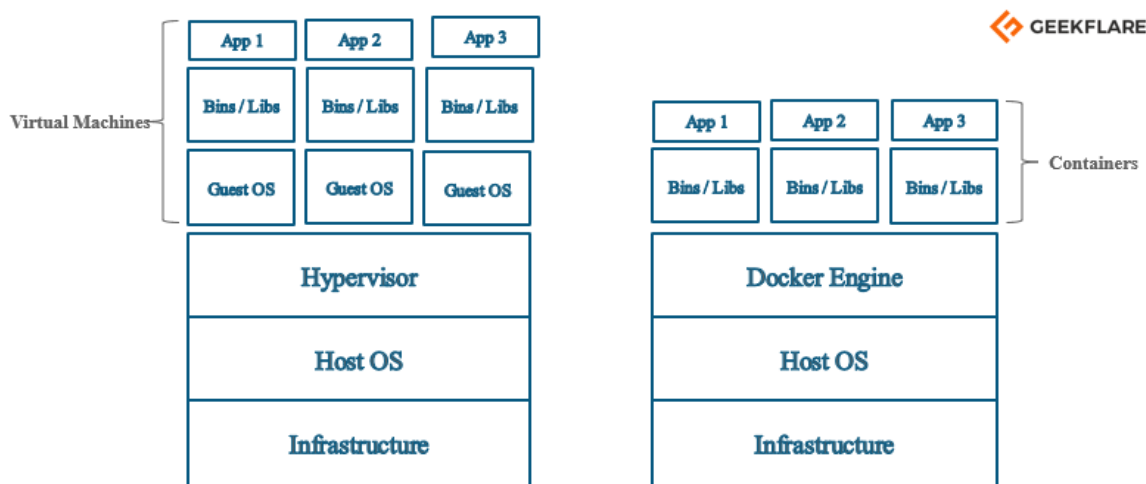 GEEKFLARE
App 1
App 2
App 3
Bins / Libs
Bins / Libs
Bins / Libs
Virtual Machines
Guest OS
Guest OS
Guest OS
Hypervisor
Host OS
Infrastructure
App 1
App 2
App 3
Containers
Bins / Libs
Bins / Libs
Bins / Libs
Docker Engine
Host OS
Infrastructure